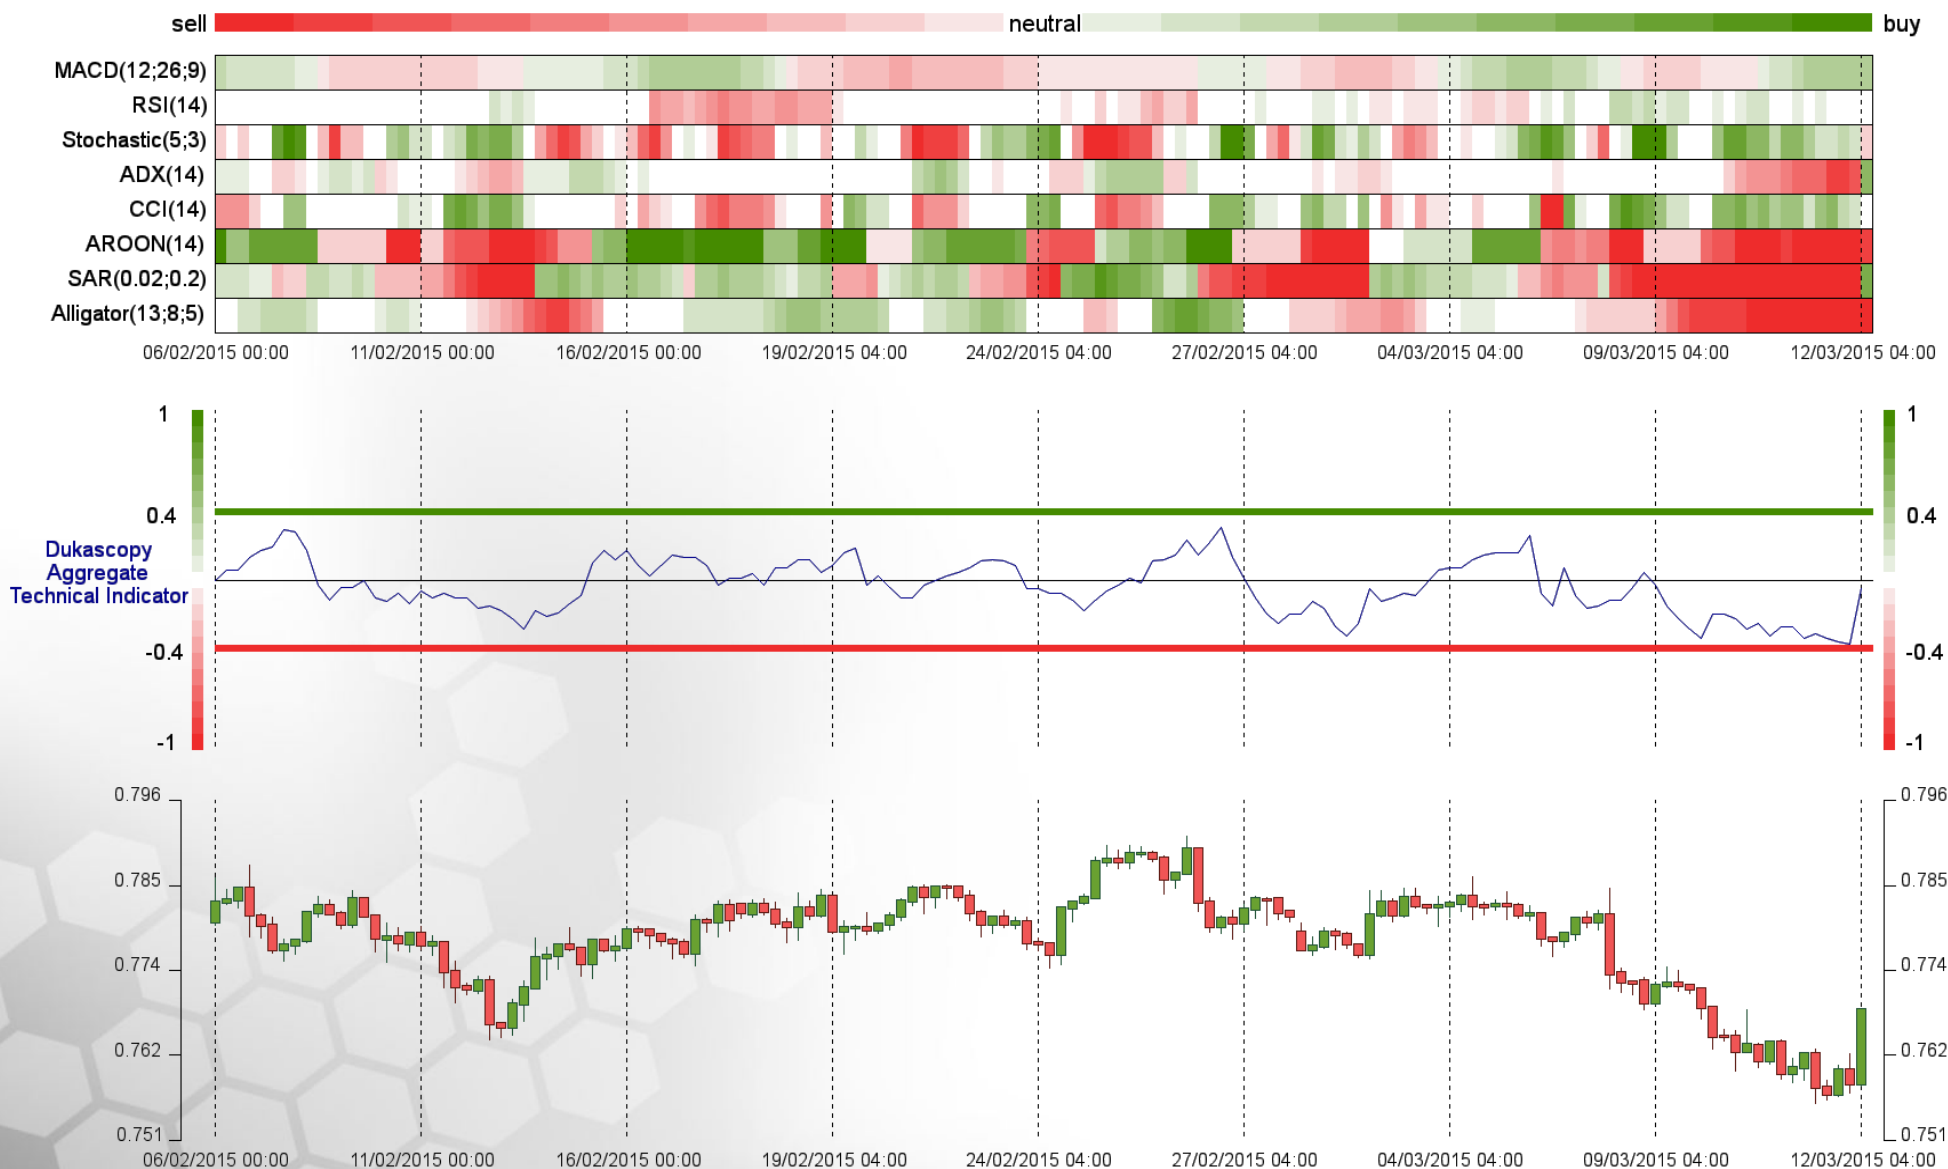 sell neutral buy
MACD(12;26;9)
RSI(14)
Stochastic(5;3)
ADX(14)
CCI(14)
AROON(14)
SAR(0.02;0.2)
Alligator(13;8;5)
06/02/2015 00:00 11/02/2015 00:00 16/02/2015 00:00 19/02/2015 04:00 24/02/2015 04:00 27/02/2015 04:00 04/03/2015 04:00 09/03/2015 04:00 12/03/2015 04:00
1 1
0.4 0.4
Dukascopy
Aggregate
Technical Indicator
-0.4 -0.4
-1 -1
0.796 0.796
0.785 0.785
0.774 0.774
0.762 0.762
0.751 0.751
06/02/2015 00:00 11/02/2015 00:00 16/02/2015 00:00 19/02/2015 04:00 24/02/2015 04:00 27/02/2015 04:00 04/03/2015 04:00 09/03/2015 04:00 12/03/2015 04:00